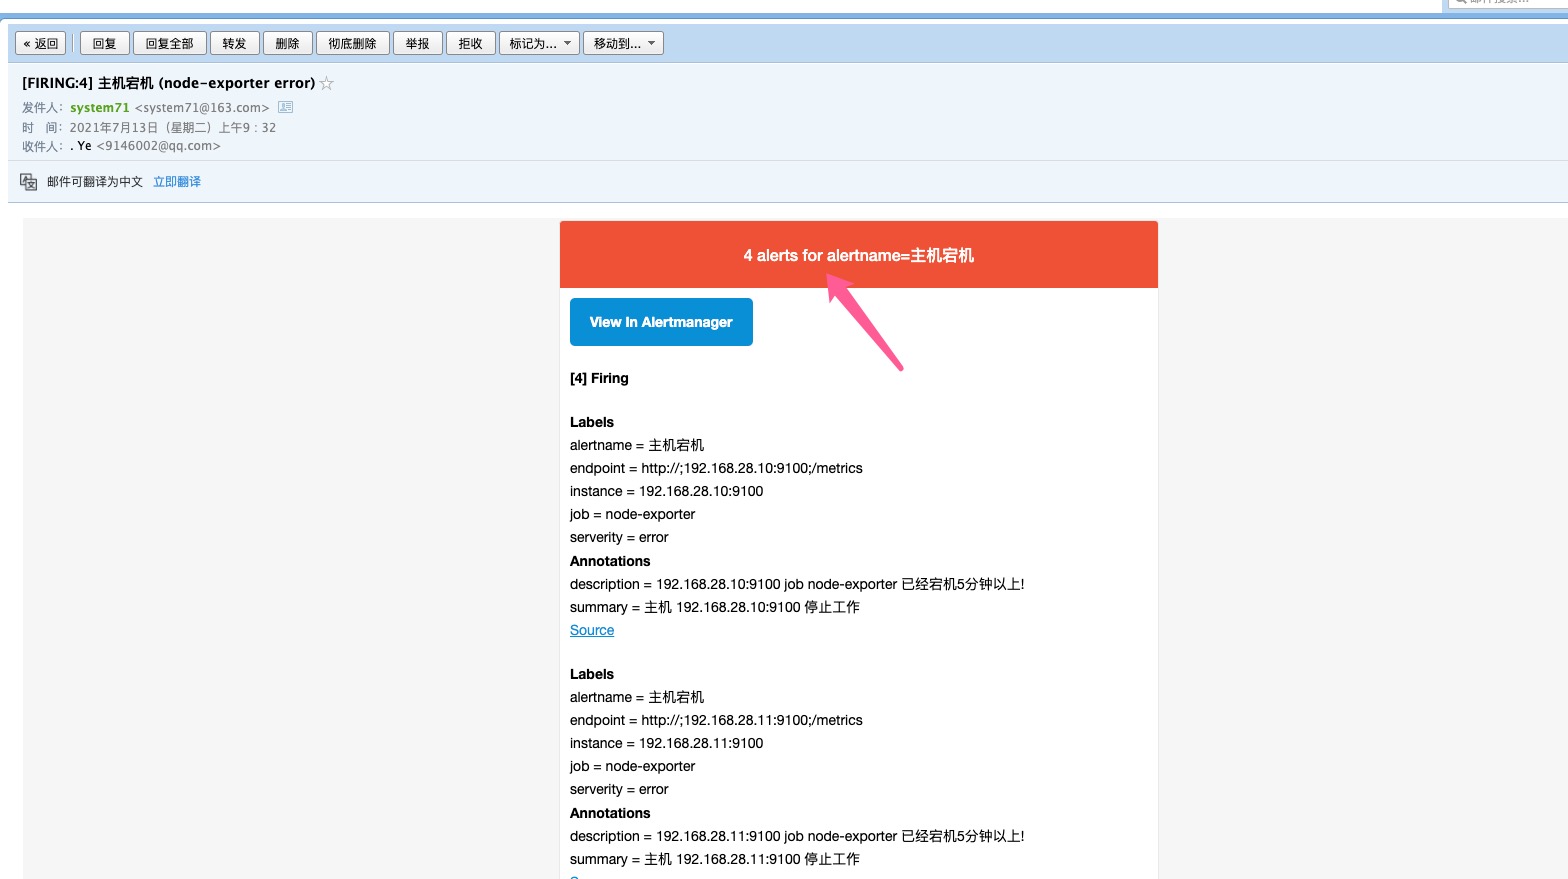 « 返回 回复 回复全部 转发 删除 彻底删除 举报 拒收 标记为... 移动到...
[FIRING:4] 主机宕机 (node-exporter error)
发件人： system71 <system71@163.com>
时 间： 2021年7月13日（星期二）上午9 : 32
收件人： . Ye <9146002@qq.com>
邮件可翻译为中文 立即翻译
4 alerts for alertname=主机宕机
View In Alertmanager
[4] Firing
Labels
alertname = 主机宕机
endpoint = http://;192.168.28.10:9100;/metrics
instance = 192.168.28.10:9100
job = node-exporter
serverity = error
Annotations
description = 192.168.28.10:9100 job node-exporter 已经宕机5分钟以上!
summary = 主机 192.168.28.10:9100 停止工作
Source
Labels
alertname = 主机宕机
endpoint = http://;192.168.28.11:9100;/metrics
instance = 192.168.28.11:9100
job = node-exporter
serverity = error
Annotations
description = 192.168.28.11:9100 job node-exporter 已经宕机5分钟以上!
summary = 主机 192.168.28.11:9100 停止工作